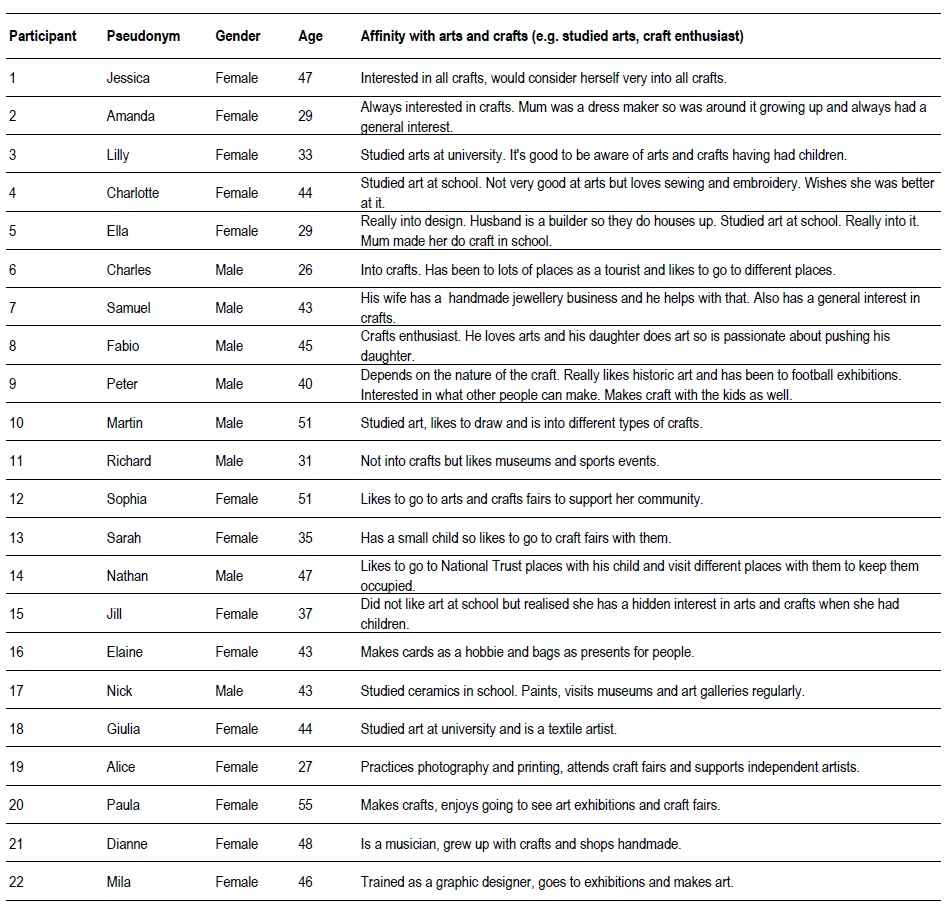 Participant Pseudonym Gender Age Affinity with arts and crafts (e.g. studied arts, craft enthusiast)
1 Jessica Female 47 Interested in all crafts, would consider herself very into all crafts.
2 Amanda Female 29 Always interested in crafts. Mum was a dress maker so was around it growing up and always had a
general interest.
3 Lilly Female 33 Studied arts at university. It's good to be aware of arts and crafts having had children.
4 Charlotte Female 44 Studied art at school. Not very good at arts but loves sewing and embroidery. Wishes she was better
at it.
5 Ella Female 29 Really into design. Husband is a builder so they do houses up. Studied art at school. Really into it.
Mum made her do craft in school.
6 Charles Male 26 Into crafts. Has been to lots of places as a tourist and likes to go to different places.
7 Samuel Male 43 His wife has a  handmade jewellery business and he helps with that. Also has a general interest in
crafts.
8 Fabio Male 45 Crafts enthusiast. He loves arts and his daughter does art so is passionate about pushing his
daughter.
9 Peter Male 40 Depends on the nature of the craft. Really likes historic art and has been to football exhibitions.
Interested in what other people can make. Makes craft with the kids as well.
10 Martin Male 51 Studied art, likes to draw and is into different types of crafts.
11 Richard Male 31 Not into crafts but likes museums and sports events.
12 Sophia Female 51 Likes to go to arts and crafts fairs to support her community.
13 Sarah Female 35 Has a small child so likes to go to craft fairs with them.
14 Nathan Male 47 Likes to go to National Trust places with his child and visit different places with them to keep them
occupied.
15 Jill Female 37 Did not like art at school but realised she has a hidden interest in arts and crafts when she had
children.
16 Elaine Female 43 Makes cards as a hobbie and bags as presents for people.
17 Nick Male 43 Studied ceramics in school. Paints, visits museums and art galleries regularly.
18 Giulia Female 44 Studied art at university and is a textile artist.
19 Alice Female 27 Practices photography and printing, attends craft fairs and supports independent artists.
20 Paula Female 55 Makes crafts, enjoys going to see art exhibitions and craft fairs.
21 Dianne Female 48 Is a musician, grew up with crafts and shops handmade.
22 Mila Female 46 Trained as a graphic designer, goes to exhibitions and makes art.